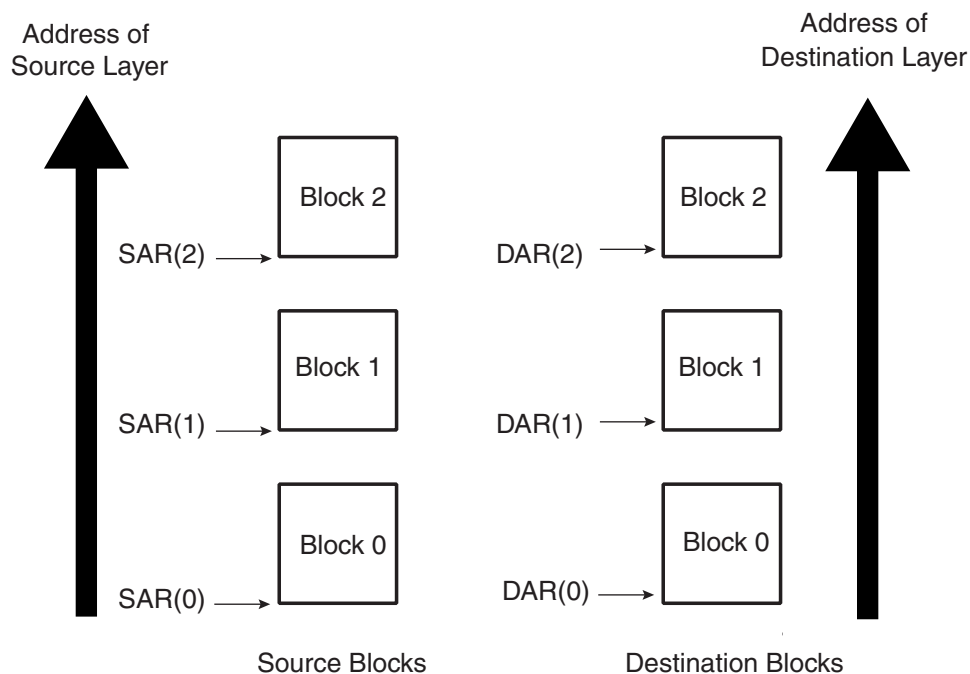 Address of
Source Layer
Address of
Destination Layer
Block 2
Block 2
SAR(2)
DAR(2)
Block 1
Block 1
SAR(1)
DAR(1)
Block 0
Block 0
SAR(0)
DAR(0)
Source Blocks
Destination Blocks